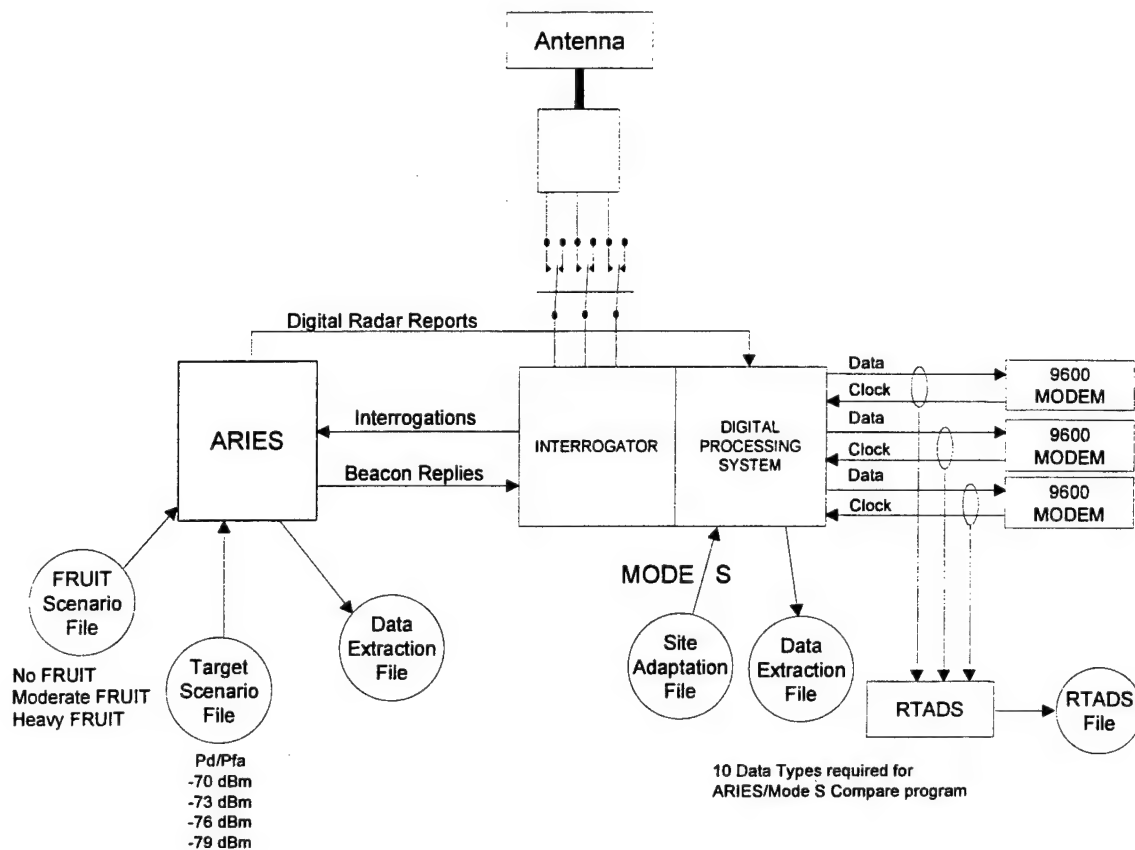 Antenna
Digital Radar Reports
ARIES
Interrogations
Beacon Replies
INTERROGATOR
DIGITAL
PROCESSING
SYSTEM
Data
Clock
Data
Clock
Data
Clock
9600
MODEM
9600
MODEM
9600
MODEM
MODE S
FRUIT
Scenario
File
No FRUIT
Moderate FRUIT
Heavy FRUIT
Target
Scenario
File
Pd/Pfa
-70 dBm
-73 dBm
-76 dBm
-79 dBm
Data
Extraction
File
Site
Adaptation
File
Data
Extraction
File
RTADS
RTADS
File
10 Data Types required for
ARIES/Mode S Compare program